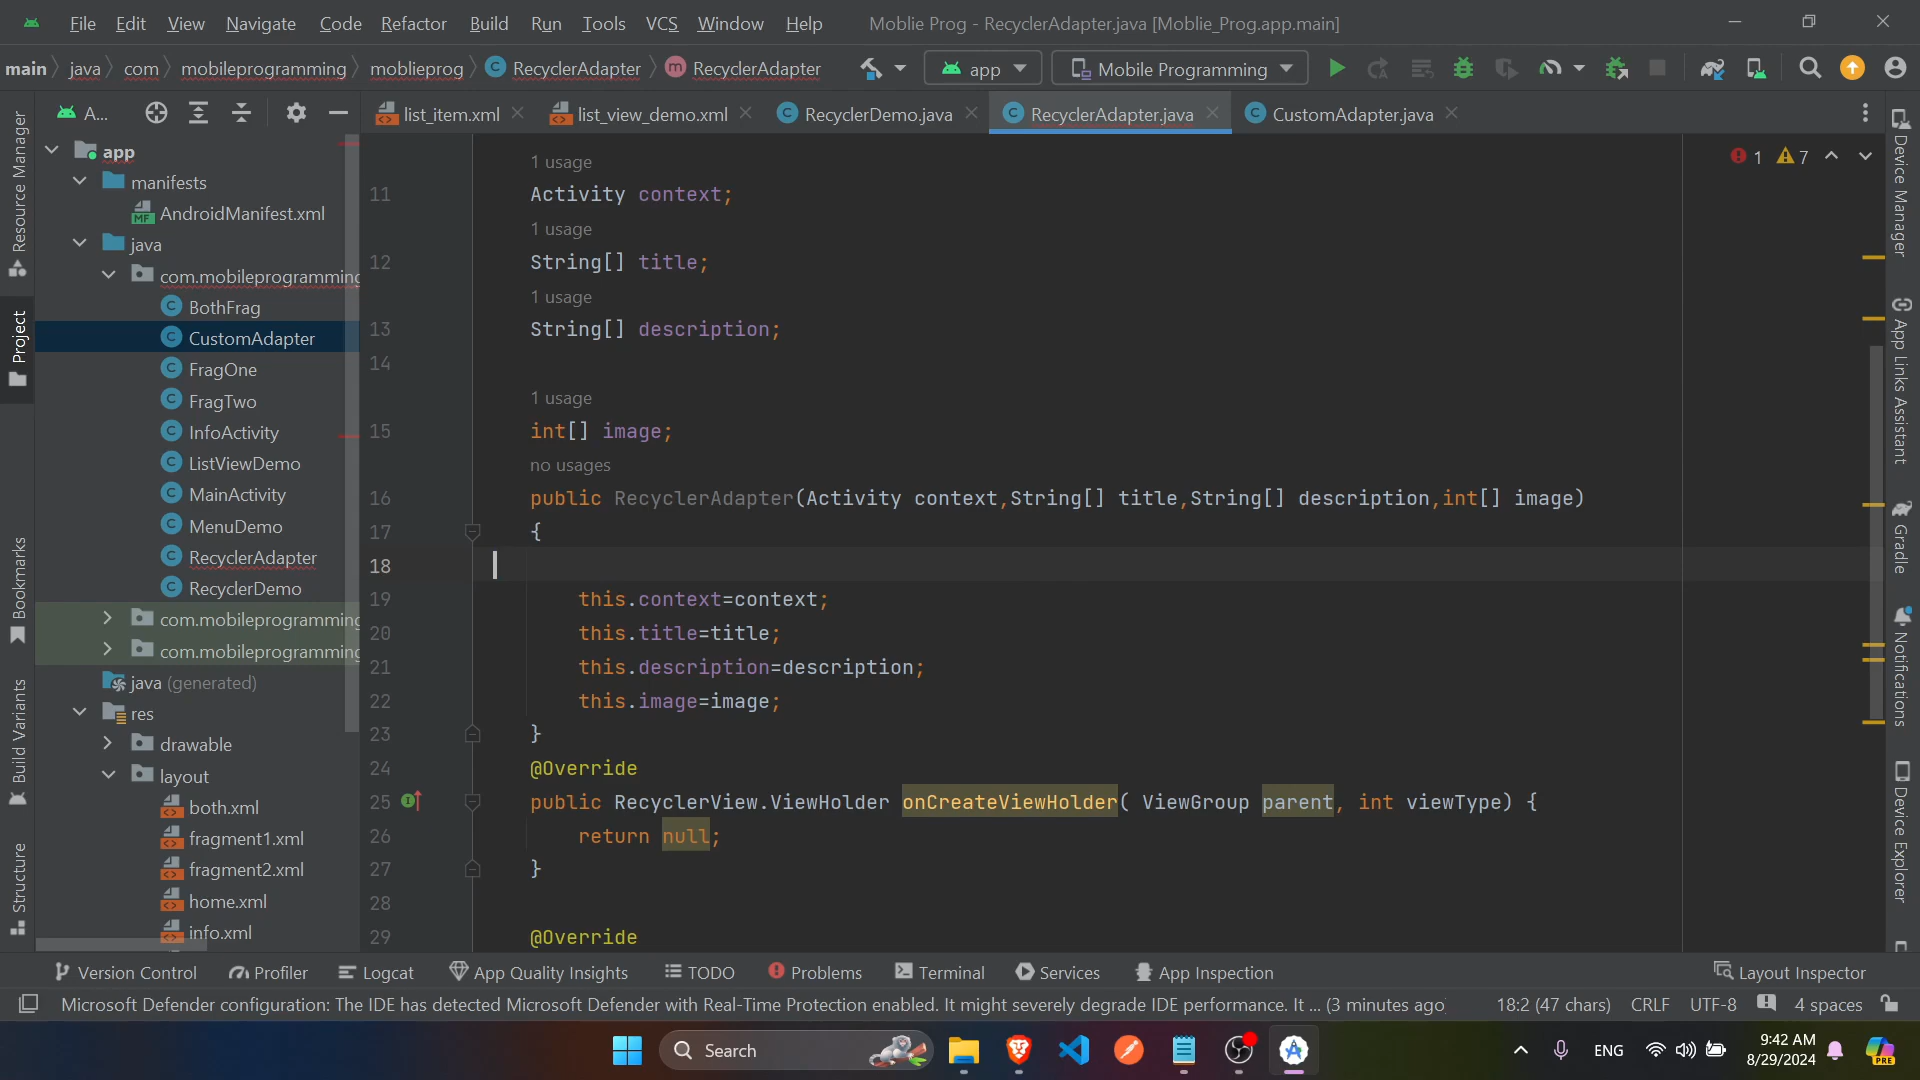 File Edit View Navigate Code Refactor Build Run Tools VCS Window Help Moblie Prog - RecyclerAdapter.java [Moblie_Prog.app.main]
main java com mobileprogramming moblieprog RecyclerAdapter RecyclerAdapter app Mobile Programming
A... list_item.xml list_view_demo.xml RecyclerDemo.java RecyclerAdapter.java CustomAdapter.java
Resource Manager
Project
Bookmarks
Build Variants
Structure
app
manifests
AndroidManifest.xml
java
com.mobileprogramming
BothFrag
CustomAdapter
FragOne
FragTwo
InfoActivity
ListViewDemo
MainActivity
MenuDemo
RecyclerAdapter
RecyclerDemo
com.mobileprogramming
com.mobileprogramming
java (generated)
res
drawable
layout
both.xml
fragment1.xml
fragment2.xml
home.xml
info.xml
1 7
1 usage
11 Activity context;
1 usage
12 String[] title;
1 usage
13 String[] description;
14
1 usage
15 int[] image;
no usages
16 public RecyclerAdapter(Activity context,String[] title,String[] description,int[] image)
17 {
18
19 this.context=context;
20 this.title=title;
21 this.description=description;
22 this.image=image;
23 }
24 @Override
25 public RecyclerView.ViewHolder onCreateViewHolder( ViewGroup parent, int viewType) {
26 return null;
27 }
28
29 @Override
Device Manager
App Links Assistant
Gradle
Notifications
Device Explorer
Version Control Profiler Logcat App Quality Insights TODO Problems Terminal Services App Inspection Layout Inspector
Microsoft Defender configuration: The IDE has detected Microsoft Defender with Real-Time Protection enabled. It might severely degrade IDE performance. It ... (3 minutes ago) 18:2 (47 chars) CRLF UTF-8 4 spaces
Search ENG 9:42 AM
8/29/2024
PRE